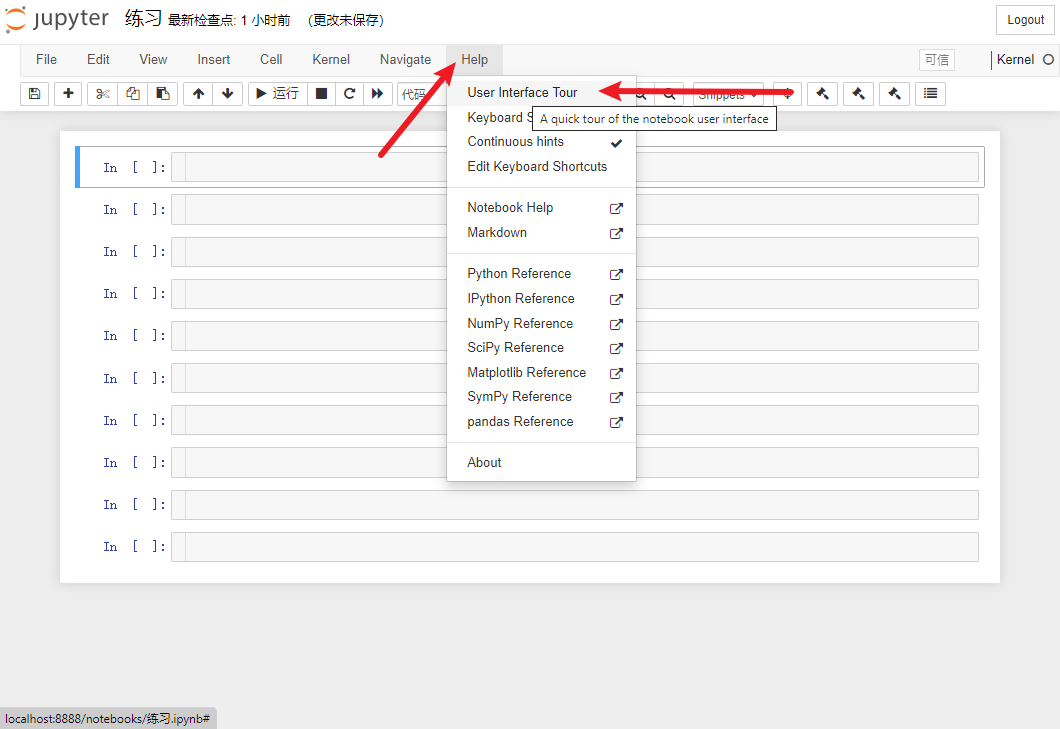 jupyter 练习 最新检查点: 1 小时前 (更改未保存) Logout
File Edit View Insert Cell Kernel Navigate Help 可信 Kernel
运行 代码 Snippets
User Interface Tour
A quick tour of the notebook user interface
Keyboard S
Continuous hints
Edit Keyboard Shortcuts
Notebook Help
Markdown
Python Reference
IPython Reference
NumPy Reference
SciPy Reference
Matplotlib Reference
SymPy Reference
pandas Reference
About
In [ ]:
In [ ]:
In [ ]:
In [ ]:
In [ ]:
In [ ]:
In [ ]:
In [ ]:
In [ ]:
In [ ]:
localhost:8888/notebooks/练习.ipynb#